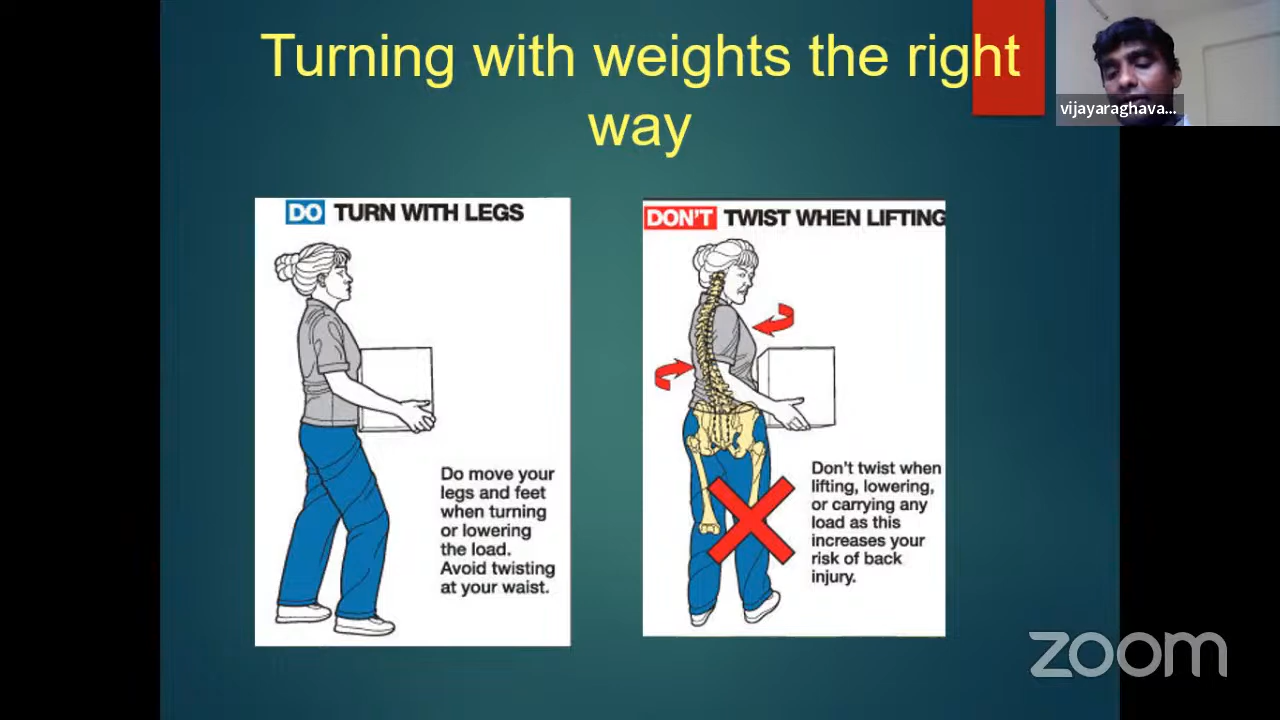 Turning with weights the right
way
vijayaraghava...
DO TURN WITH LEGS
Do move your
legs and feet
when turning
or lowering
the load.
Avoid twisting
at your waist.
DON'T TWIST WHEN LIFTING
Don't twist when
lifting, lowering,
or carrying any
load as this
increases your
risk of back
injury.
zoom